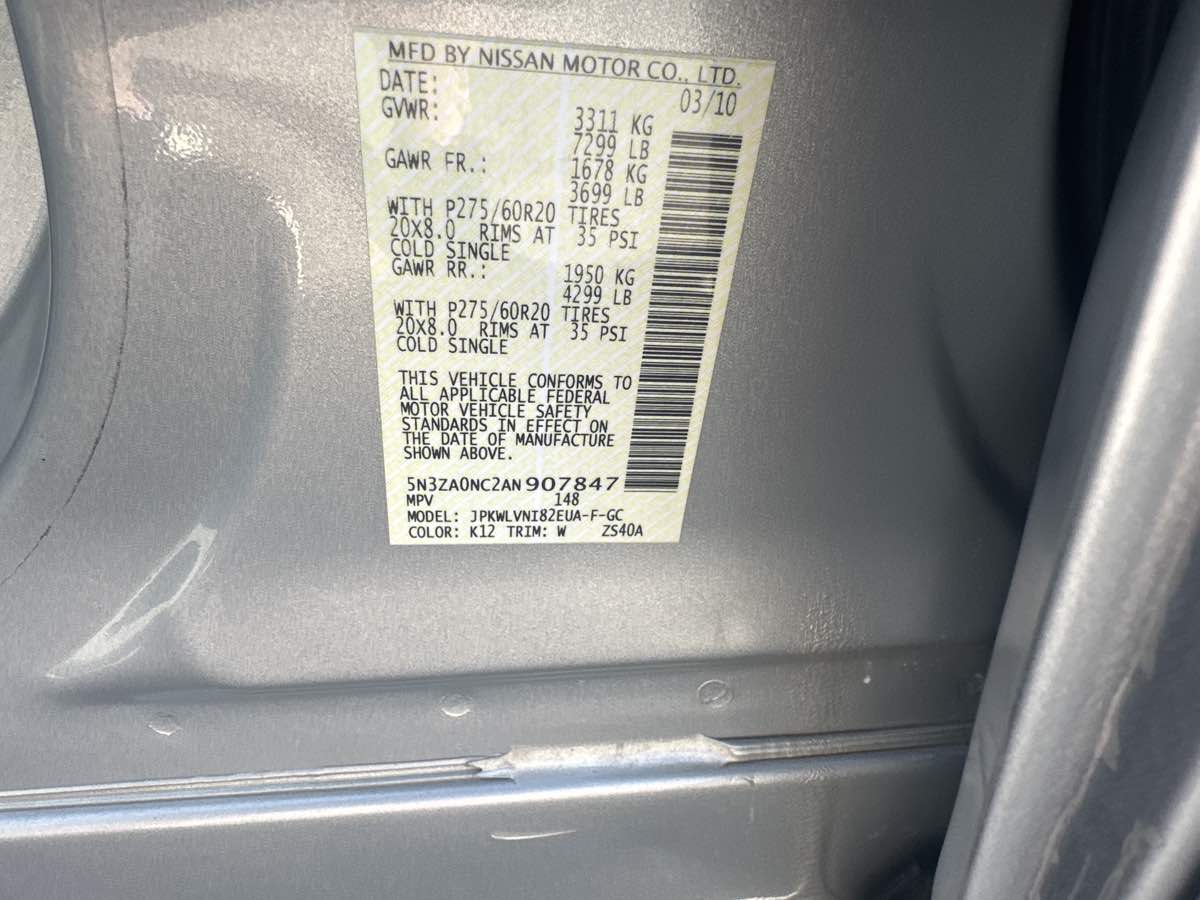 MFD BY NISSAN MOTOR CO., LTD.
DATE: 03/10
GVWR: 3311 KG
7299 LB
GAWR FR.: 1678 KG
3699 LB
WITH P275/60R20 TIRES
20X8.0 RIMS AT 35 PSI
COLD SINGLE
GAWR RR.: 1950 KG
4299 LB
WITH P275/60R20 TIRES
20X8.0 RIMS AT 35 PSI
COLD SINGLE
THIS VEHICLE CONFORMS TO
ALL APPLICABLE FEDERAL
MOTOR VEHICLE SAFETY
STANDARDS IN EFFECT ON
THE DATE OF MANUFACTURE
SHOWN ABOVE.
5N3ZA0NC2AN907847
MPV 148
MODEL: JPKWLVNI82EUA-F-GC
COLOR: K12 TRIM: W ZS40A